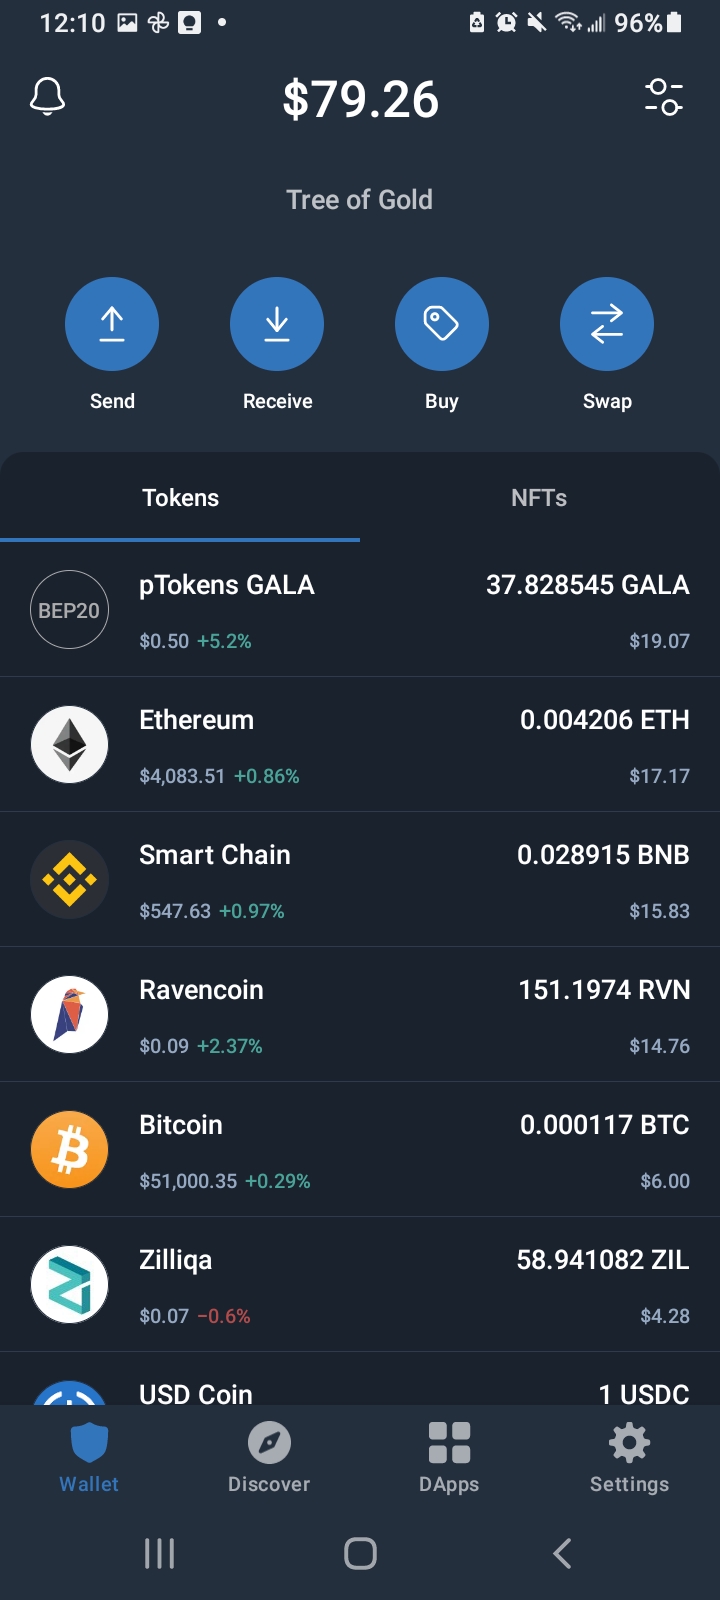 12:10
96%
$79.26
Tree of Gold
Send Receive Buy Swap
Tokens NFTs
BEP20
pTokens GALA 37.828545 GALA
$0.50 +5.2% $19.07
Ethereum 0.004206 ETH
$4,083.51 +0.86% $17.17
Smart Chain 0.028915 BNB
$547.63 +0.97% $15.83
Ravencoin 151.1974 RVN
$0.09 +2.37% $14.76
Bitcoin 0.000117 BTC
$51,000.35 +0.29% $6.00
Zilliqa 58.941082 ZIL
$0.07 −0.6% $4.28
USD Coin 1 USDC
Wallet Discover DApps Settings